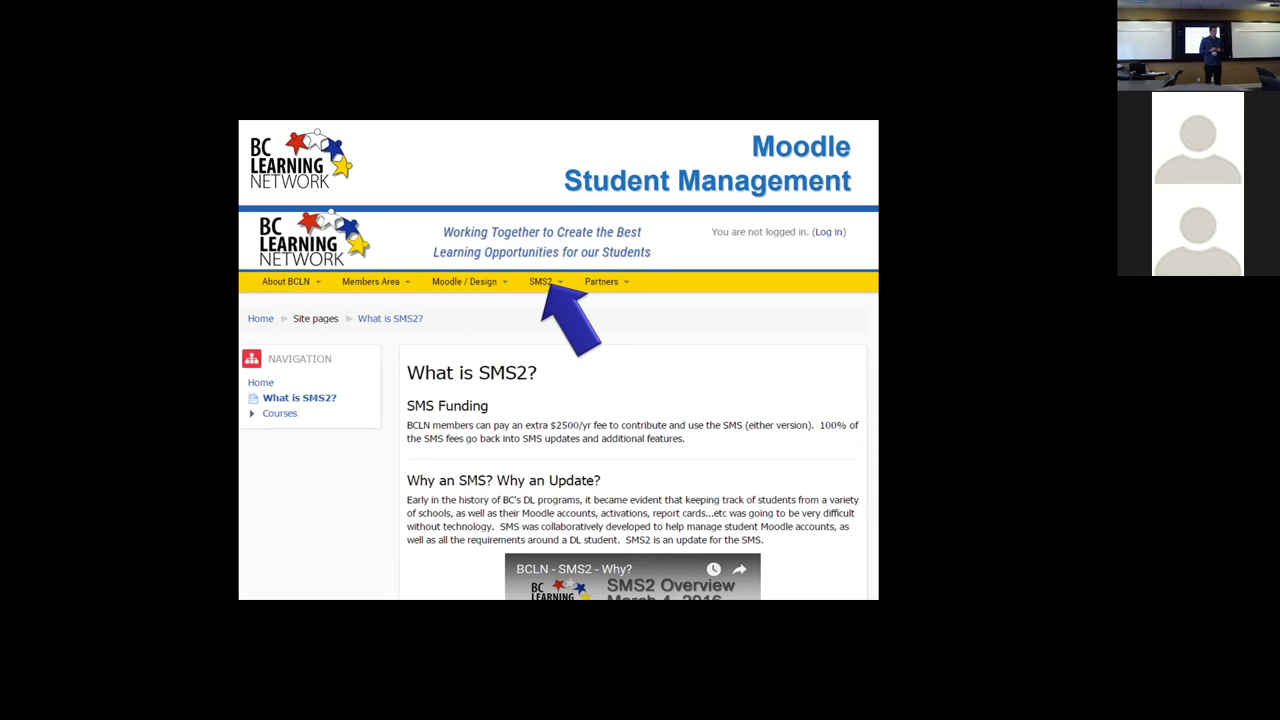 BC
LEARNING
NETWORK
Moodle
Student Management
BC
LEARNING
NETWORK
Working Together to Create the Best
Learning Opportunities for our Students
You are not logged in. (Log in)
About BCLN Members Area Moodle / Design SMS2 Partners
Home Site pages What is SMS2?
NAVIGATION
Home
What is SMS2?
Courses
What is SMS2?
SMS Funding
BCLN members can pay an extra $2500/yr fee to contribute and use the SMS (either version). 100% of
the SMS fees go back into SMS updates and additional features.
Why an SMS? Why an Update?
Early in the history of BC's DL programs, it became evident that keeping track of students from a variety
of schools, as well as their Moodle accounts, activations, report cards...etc was going to be very difficult
without technology. SMS was collaboratively developed to help manage student Moodle accounts, as
well as all the requirements around a DL student. SMS2 is an update for the SMS.
BCLN - SMS2 - Why?
BC
LEARNING
SMS2 Overview
March 4, 2016